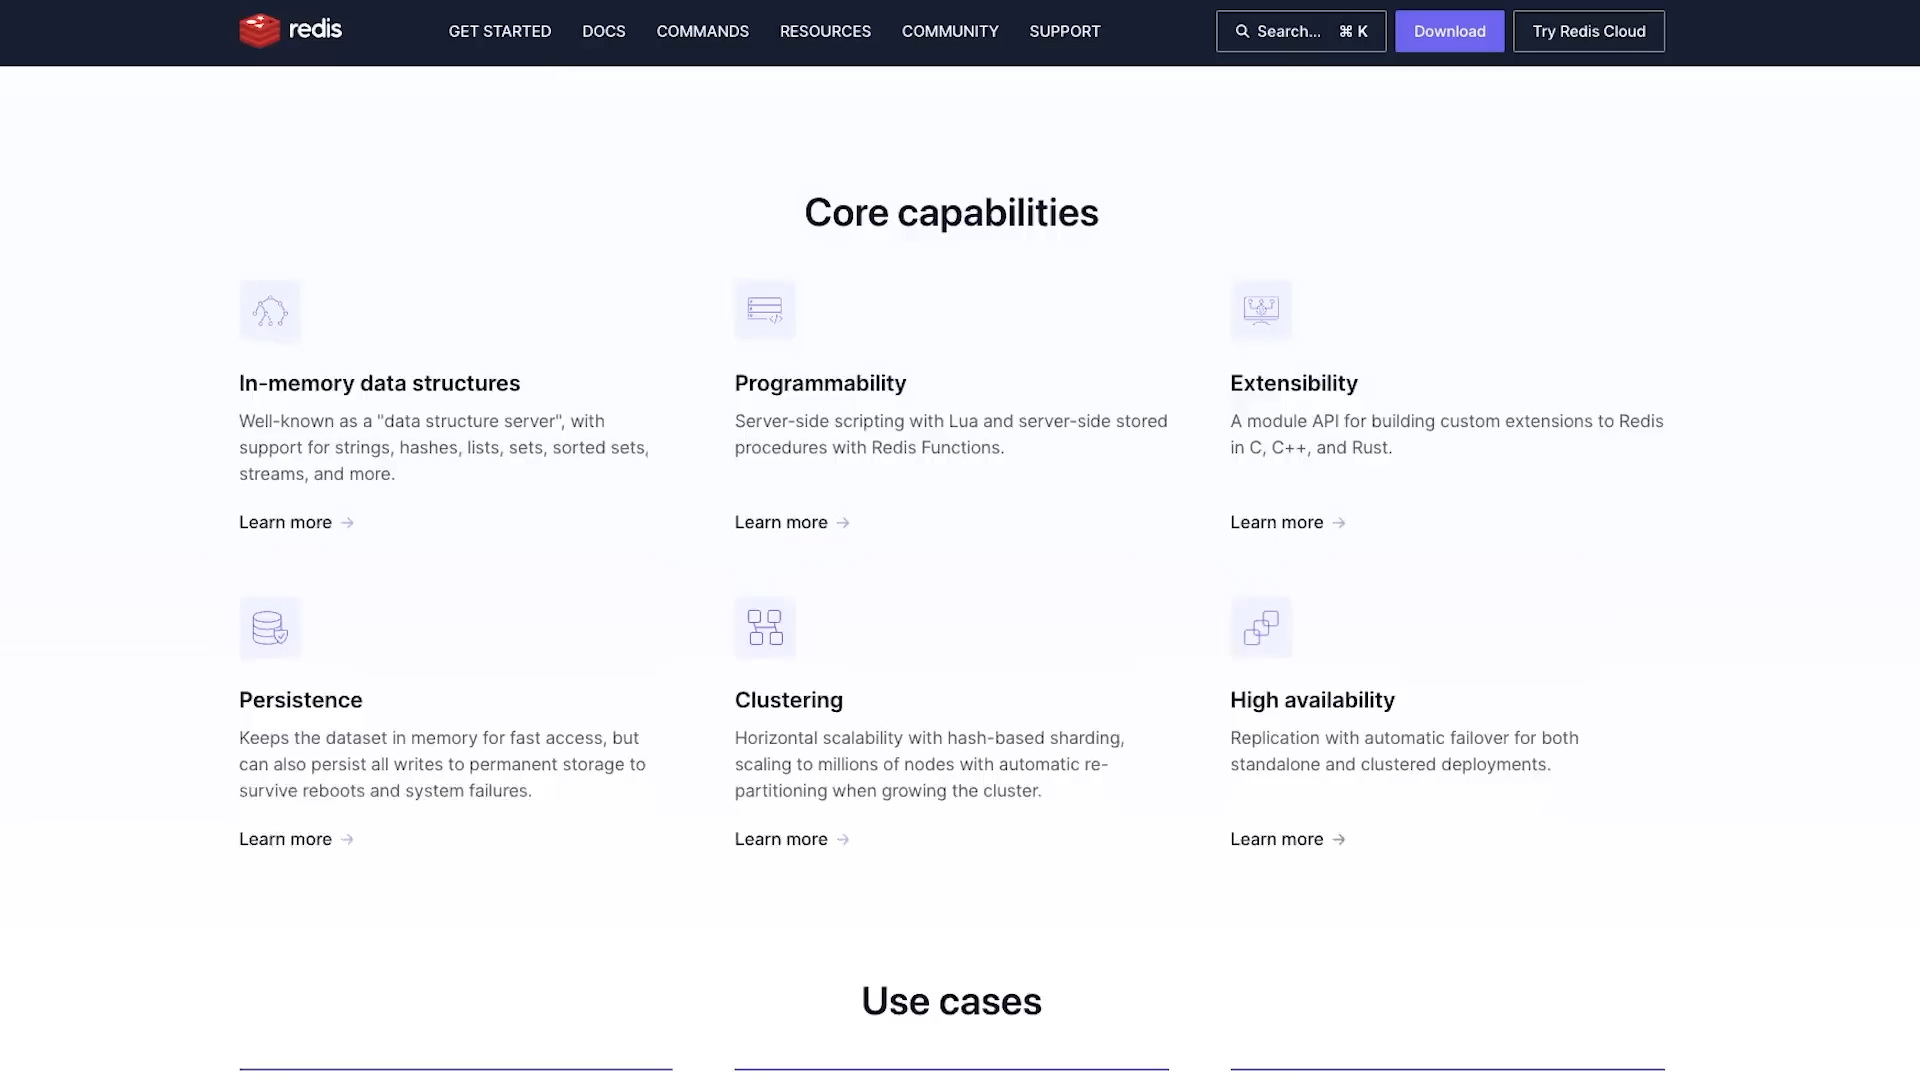 redis
GET STARTED
DOCS
COMMANDS
RESOURCES
COMMUNITY
SUPPORT
Search...
⌘ K
Download
Try Redis Cloud
Core capabilities
In-memory data structures
Well-known as a "data structure server", with
support for strings, hashes, lists, sets, sorted sets,
streams, and more.
Learn more →
Programmability
Server-side scripting with Lua and server-side stored
procedures with Redis Functions.
Learn more →
Extensibility
A module API for building custom extensions to Redis
in C, C++, and Rust.
Learn more →
Persistence
Keeps the dataset in memory for fast access, but
can also persist all writes to permanent storage to
survive reboots and system failures.
Learn more →
Clustering
Horizontal scalability with hash-based sharding,
scaling to millions of nodes with automatic re-
partitioning when growing the cluster.
Learn more →
High availability
Replication with automatic failover for both
standalone and clustered deployments.
Learn more →
Use cases